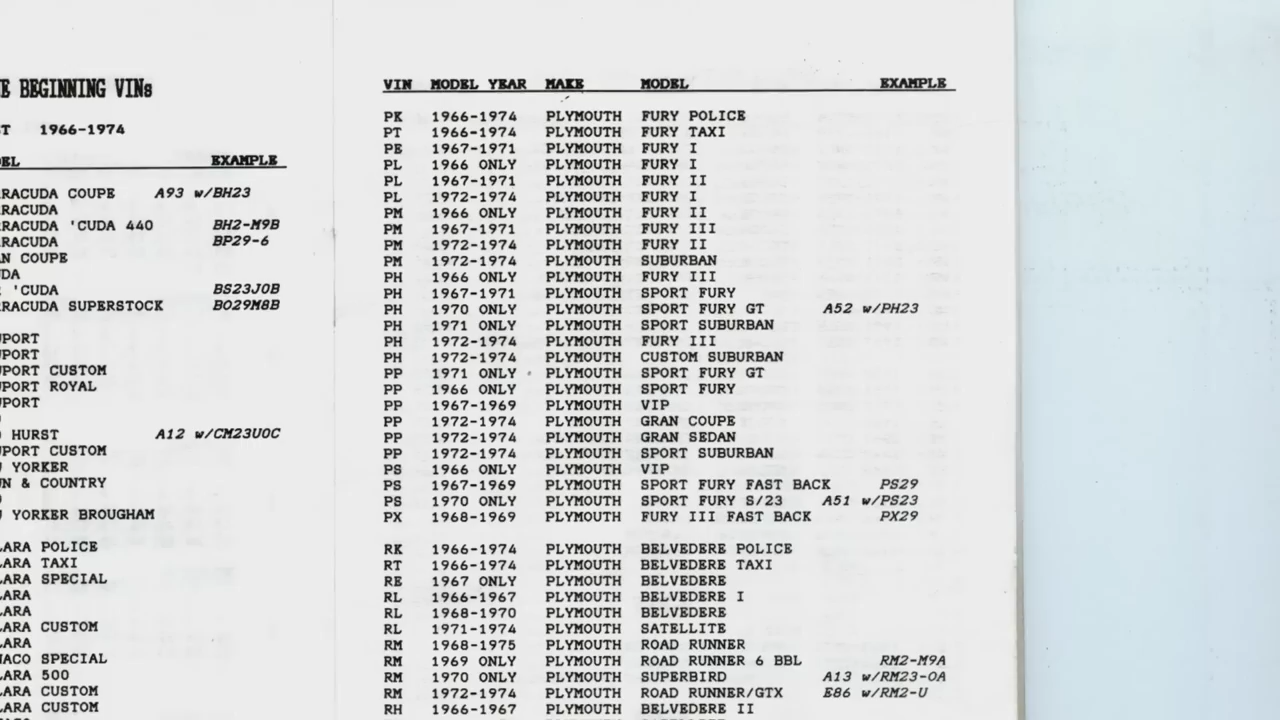 E BEGINNING VINs
T 1966-1974
EL EXAMPLE
RACUDA COUPE A93 w/BH23
RACUDA
RACUDA 'CUDA 440 BH2-M9B
RACUDA BP29-6
N COUPE
DA
'CUDA BS23J0B
RACUDA SUPERSTOCK BO29M8B
PORT
PORT
PORT CUSTOM
PORT ROYAL
PORT
HURST A12 w/CM23U0C
PORT CUSTOM
YORKER
N & COUNTRY
YORKER BROUGHAM
ARA POLICE
ARA TAXI
ARA SPECIAL
ARA
ARA
ARA CUSTOM
ARA
ACO SPECIAL
ARA 500
ARA CUSTOM
ARA CUSTOM
VIN MODEL YEAR MAKE MODEL EXAMPLE
PK 1966-1974 PLYMOUTH FURY POLICE
PT 1966-1974 PLYMOUTH FURY TAXI
PE 1967-1971 PLYMOUTH FURY I
PL 1966 ONLY PLYMOUTH FURY I
PL 1967-1971 PLYMOUTH FURY II
PL 1972-1974 PLYMOUTH FURY I
PM 1966 ONLY PLYMOUTH FURY II
PM 1967-1971 PLYMOUTH FURY III
PM 1972-1974 PLYMOUTH FURY II
PM 1972-1974 PLYMOUTH SUBURBAN
PH 1966 ONLY PLYMOUTH FURY III
PH 1967-1971 PLYMOUTH SPORT FURY
PH 1970 ONLY PLYMOUTH SPORT FURY GT A52 w/PH23
PH 1971 ONLY PLYMOUTH SPORT SUBURBAN
PH 1972-1974 PLYMOUTH FURY III
PH 1972-1974 PLYMOUTH CUSTOM SUBURBAN
PP 1971 ONLY PLYMOUTH SPORT FURY GT
PP 1966 ONLY PLYMOUTH SPORT FURY
PP 1967-1969 PLYMOUTH VIP
PP 1972-1974 PLYMOUTH GRAN COUPE
PP 1972-1974 PLYMOUTH GRAN SEDAN
PP 1972-1974 PLYMOUTH SPORT SUBURBAN
PS 1966 ONLY PLYMOUTH VIP
PS 1967-1969 PLYMOUTH SPORT FURY FAST BACK PS29
PS 1970 ONLY PLYMOUTH SPORT FURY S/23 A51 w/PS23
PX 1968-1969 PLYMOUTH FURY III FAST BACK PX29
RK 1966-1974 PLYMOUTH BELVEDERE POLICE
RT 1966-1974 PLYMOUTH BELVEDERE TAXI
RE 1967 ONLY PLYMOUTH BELVEDERE
RL 1966-1967 PLYMOUTH BELVEDERE I
RL 1968-1970 PLYMOUTH BELVEDERE
RL 1971-1974 PLYMOUTH SATELLITE
RM 1968-1975 PLYMOUTH ROAD RUNNER
RM 1969 ONLY PLYMOUTH ROAD RUNNER 6 BBL RM2-M9A
RM 1970 ONLY PLYMOUTH SUPERBIRD A13 w/RM23-0A
RM 1972-1974 PLYMOUTH ROAD RUNNER/GTX E86 w/RM2-U
RH 1966-1967 PLYMOUTH BELVEDERE II